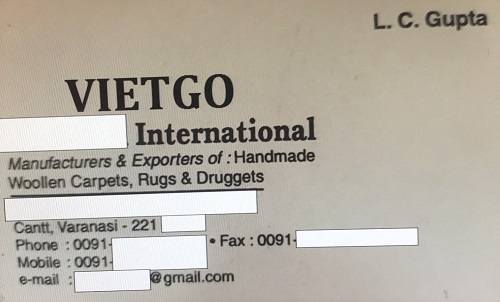 L. C. Gupta
VIETGO
International
Manufacturers & Exporters of : Handmade
Woollen Carpets, Rugs & Druggets
Cantt, Varanasi - 221
Phone : 0091- • Fax : 0091-
Mobile : 0091-
e-mail : @gmail.com